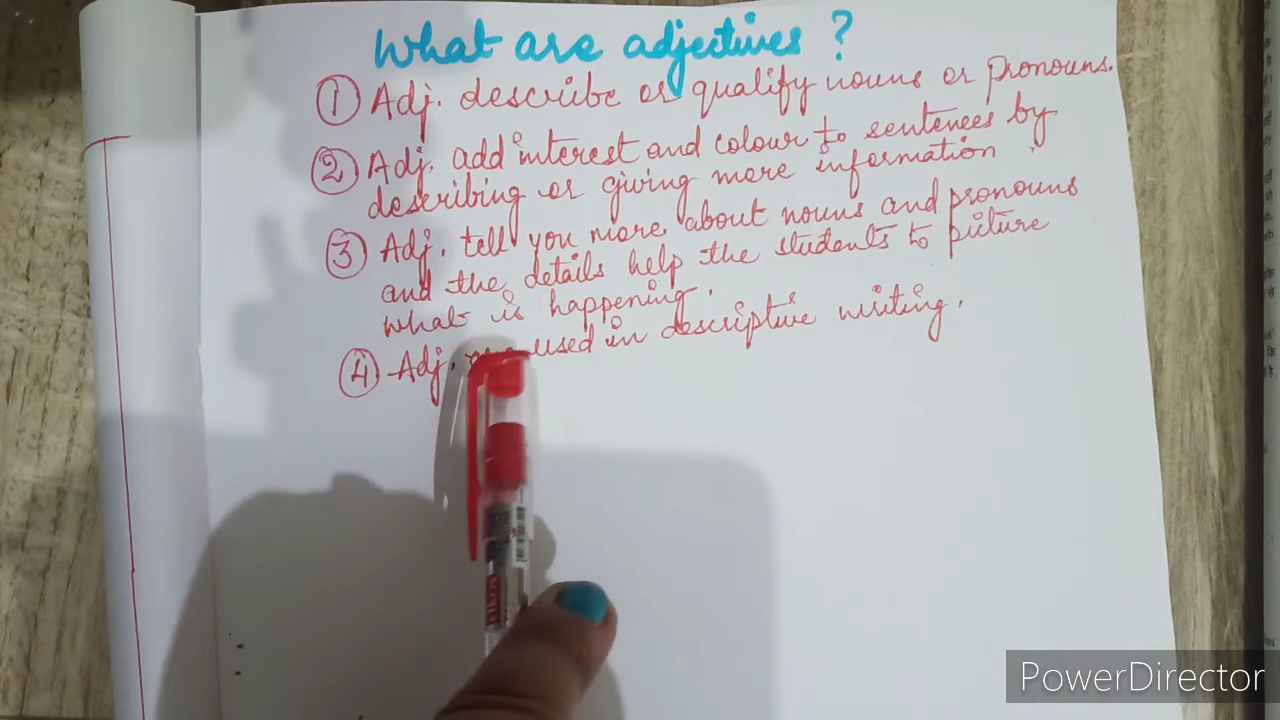 What are adjectives ?
① Adj. describe or qualify nouns or pronouns.
② Adj. add interest and colour to sentences by
describing or giving more information .
③ Adj. tell you more about nouns and pronouns
and the details help the students to picture
what is happening.
④ Adj. are used in descriptive writing.
elkos
PowerDirector